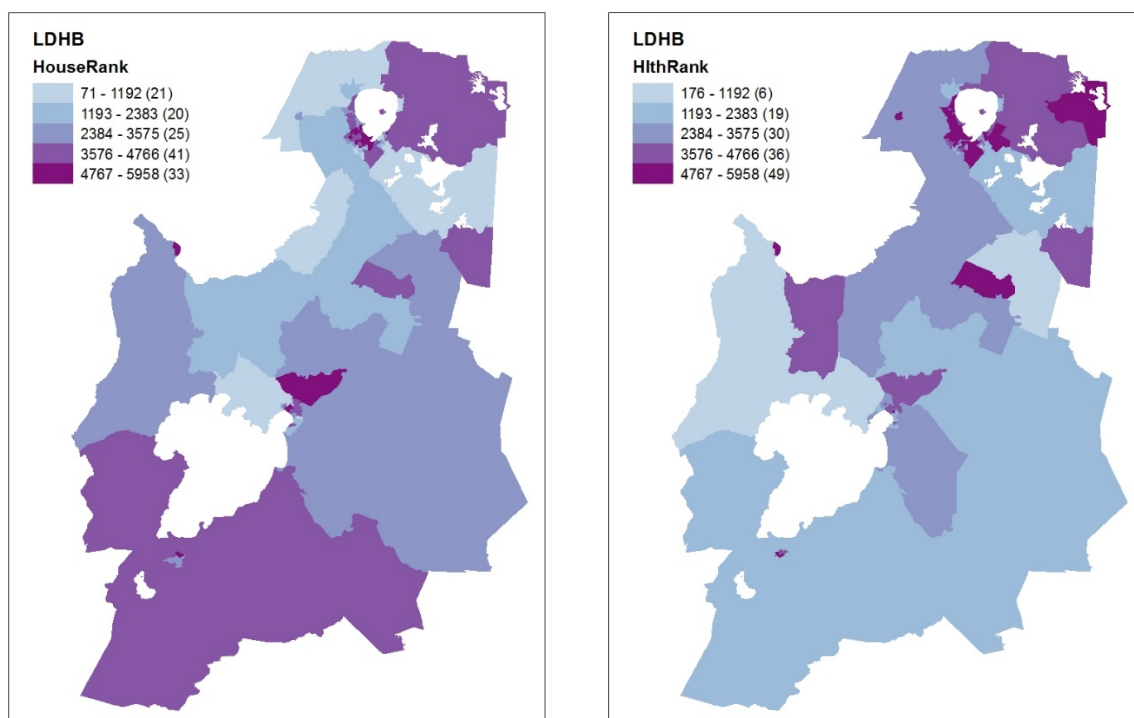 LDHB
HouseRank
71 - 1192 (21)
1193 - 2383 (20)
2384 - 3575 (25)
3576 - 4766 (41)
4767 - 5958 (33)
LDHB
HlthRank
176 - 1192 (6)
1193 - 2383 (19)
2384 - 3575 (30)
3576 - 4766 (36)
4767 - 5958 (49)